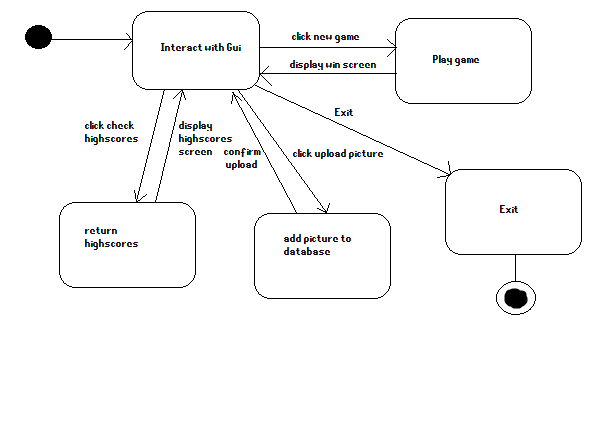 Interact with Gui
click new game
display win screen
Play game
Exit
click check
highscores
display
highscores
screen
confirm
upload
click upload picture
return
highscores
add picture to
database
Exit